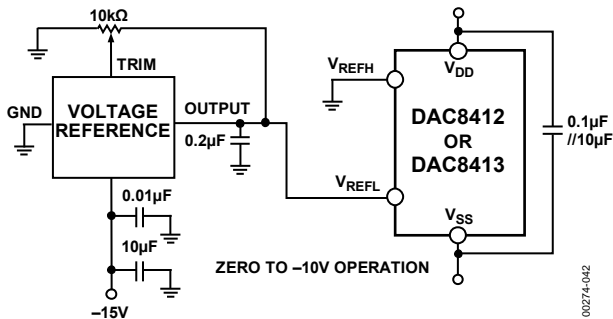 10kΩ
TRIM
GND
VOLTAGE
REFERENCE
OUTPUT
0.2µF
0.01µF
10µF
–15V
ZERO TO –10V OPERATION
VREFH
VREFL
VDD
DAC8412
OR
DAC8413
VSS
0.1µF
//10µF
00274-042